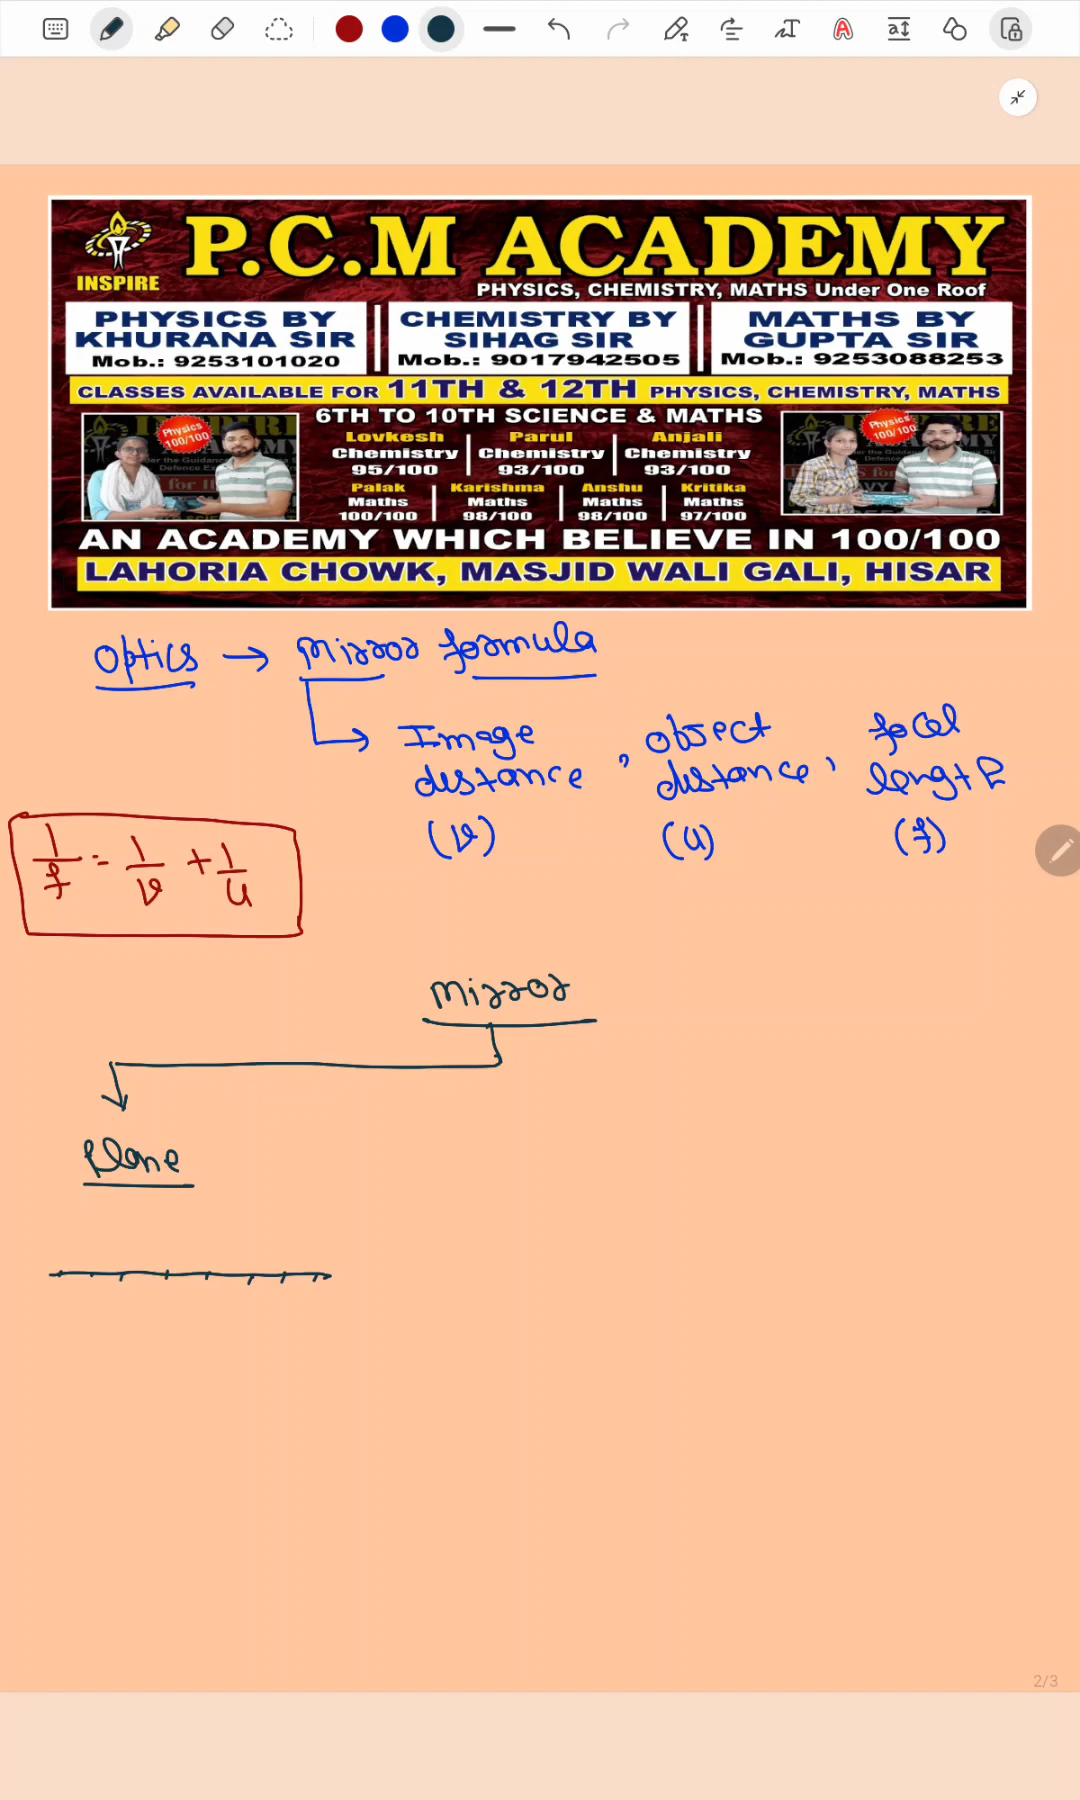 P.C.M ACADEMY
INSPIRE
PHYSICS, CHEMISTRY, MATHS Under One Roof
PHYSICS BY KHURANA SIR Mob.: 9253101020
CHEMISTRY BY SIHAG SIR Mob.: 9017942505
MATHS BY GUPTA SIR Mob.: 9253088253
CLASSES AVAILABLE FOR 11TH & 12TH PHYSICS, CHEMISTRY, MATHS
6TH TO 10TH SCIENCE & MATHS
Physics 100/100
Lovkesh Chemistry 95/100
Parul Chemistry 93/100
Anjali Chemistry 93/100
Physics 100/100
Palak Maths 100/100
Karishma Maths 98/100
Anshu Maths 98/100
Kritika Maths 97/100
AN ACADEMY WHICH BELIEVE IN 100/100
LAHORIA CHOWK, MASJID WALI GALI, HISAR
Optics → Mirror formula
Image distance (v), object distance (u), focal length (f)
1/f = 1/v + 1/u
Mirror
Plane
2/3